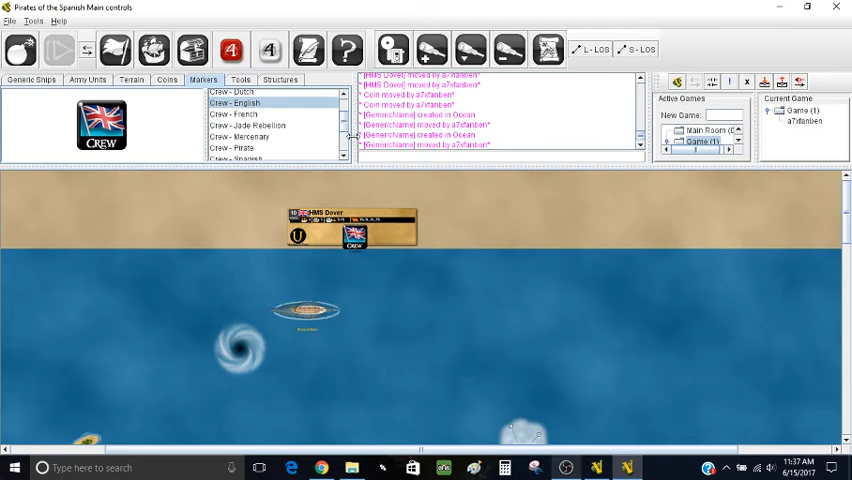 Pirates of the Spanish Main controls
File Tools Help
4 4 ? L - LOS S - LOS
Generic Ships Army Units Terrain Coins Markers Tools Structures
CREW
Crew - Dutch
Crew - English
Crew - French
Crew - Jade Rebellion
Crew - Mercenary
Crew - Pirate
Crew - Spanish
* [HMS Dover] moved by a7xfanben*
* [HMS Dover] moved by a7xfanben*
* Coin moved by a7xfanben*
* Coin moved by a7xfanben*
* [GenericName] created in Ocean
* [GenericName] moved by a7xfanben*
* [GenericName] created in Ocean
* [GenericName] moved by a7xfanben*
Active Games
New Game:
Main Room (
Game (1)
Current Game
Game (1)
a7xfanben
10 HMS Dover
U
CREW
Type here to search
11:37 AM
6/15/2017